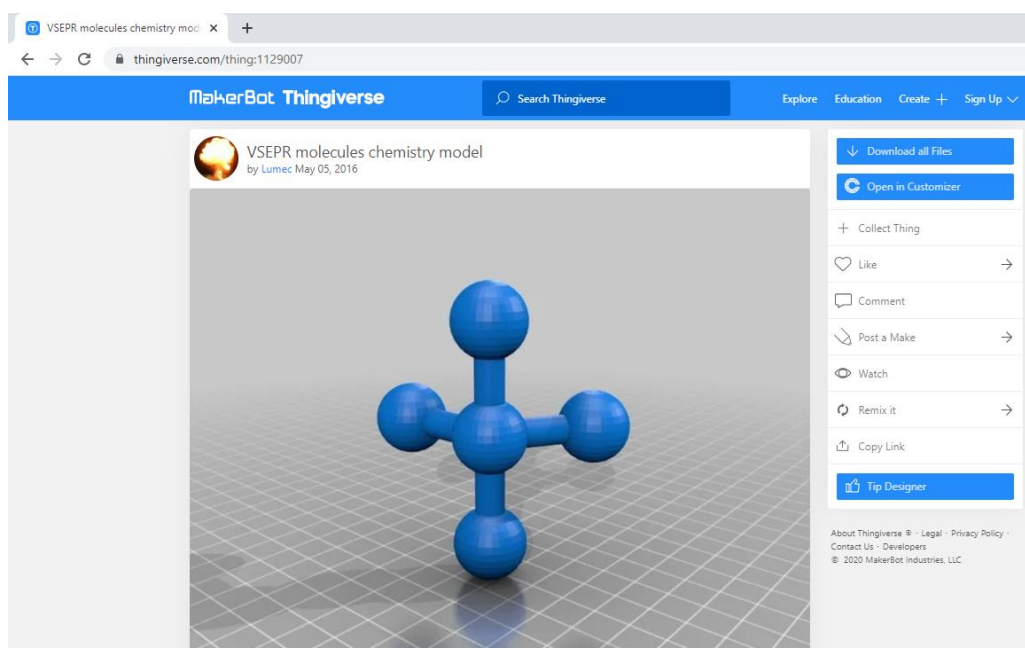 VSEPR molecules chemistry mod
thingiverse.com/thing:1129007
MakerBot Thingiverse
Search Thingiverse
Explore Education Create Sign Up
VSEPR molecules chemistry model
by Lumec May 05, 2016
Download all Files
Open in Customizer
Collect Thing
Like
Comment
Post a Make
Watch
Remix it
Copy Link
Tip Designer
About Thingiverse ® · Legal · Privacy Policy ·
Contact Us · Developers
© 2020 MakerBot Industries, LLC